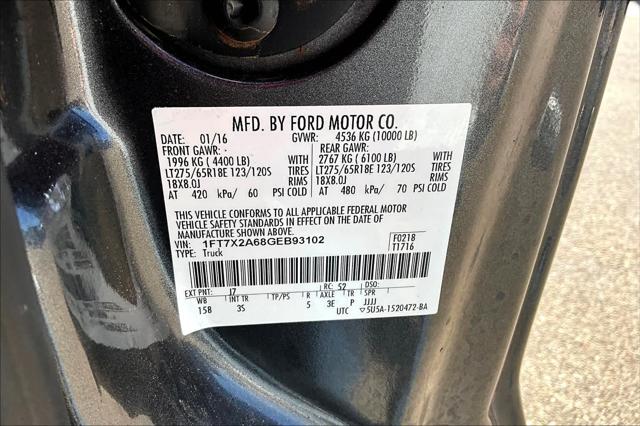 MFD. BY FORD MOTOR CO.
DATE: 01/16 GVWR: 4536 KG (10000 LB)
FRONT GAWR: REAR GAWR:
1996 KG ( 4400 LB) WITH 2767 KG ( 6100 LB) WITH
LT275/65R18E 123/120S TIRES LT275/65R18E 123/120S TIRES
18X8.0J RIMS 18X8.0J RIMS
AT 420 kPa/ 60 PSI COLD AT 480 kPa/ 70 PSI COLD
THIS VEHICLE CONFORMS TO ALL APPLICABLE FEDERAL MOTOR
VEHICLE SAFETY STANDARDS IN EFFECT ON THE DATE OF
MANUFACTURE SHOWN ABOVE.
VIN: 1FT7X2A68GEB93102 F0218
TYPE: Truck T1716
EXT PNT: J7 RC: 52 DSO:
WB INT TR TP/PS R AXLE TR SPR
158 3S 5 3E P JJJJ
UTC ▽5U5A-1520472-BA